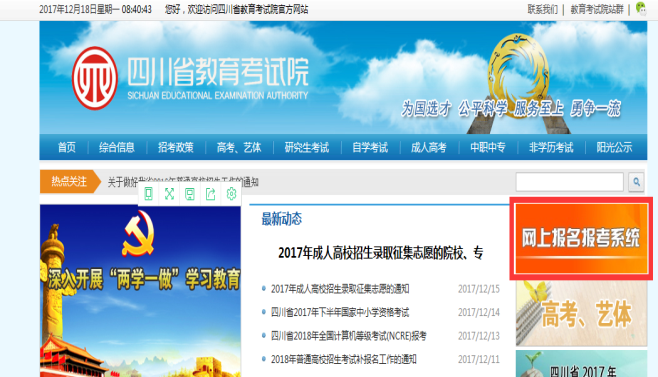 2017年12月18日星期一 08:40:43 您好，欢迎访问四川省教育考试院官方网站
联系我们 | 教育考试院站群 |
四川省教育考试院
SICHUAN EDUCATIONAL EXAMINATION AUTHORITY
为国选才 公平科学 服务至上 勇争一流
首页 综合信息 招考政策 高考、艺体 研究生考试 自学考试 成人高考 中职中专 非学历考试 阳光公示
热点关注
通知
最新动态
2017年成人高校招生录取征集志愿的院校、专
2017年成人高校招生录取征集志愿的通知 2017/12/15
四川省2017年下半年国家中小学资格考试 2017/12/14
四川省2018年全国计算机等级考试(NCRE)报考 2017/12/13
2018年普通高校招生考试补报名工作的通知 2017/12/11
深入开展“两学一做”学习教育
网上报名报考系统
高考、艺体
四川省 2017 年